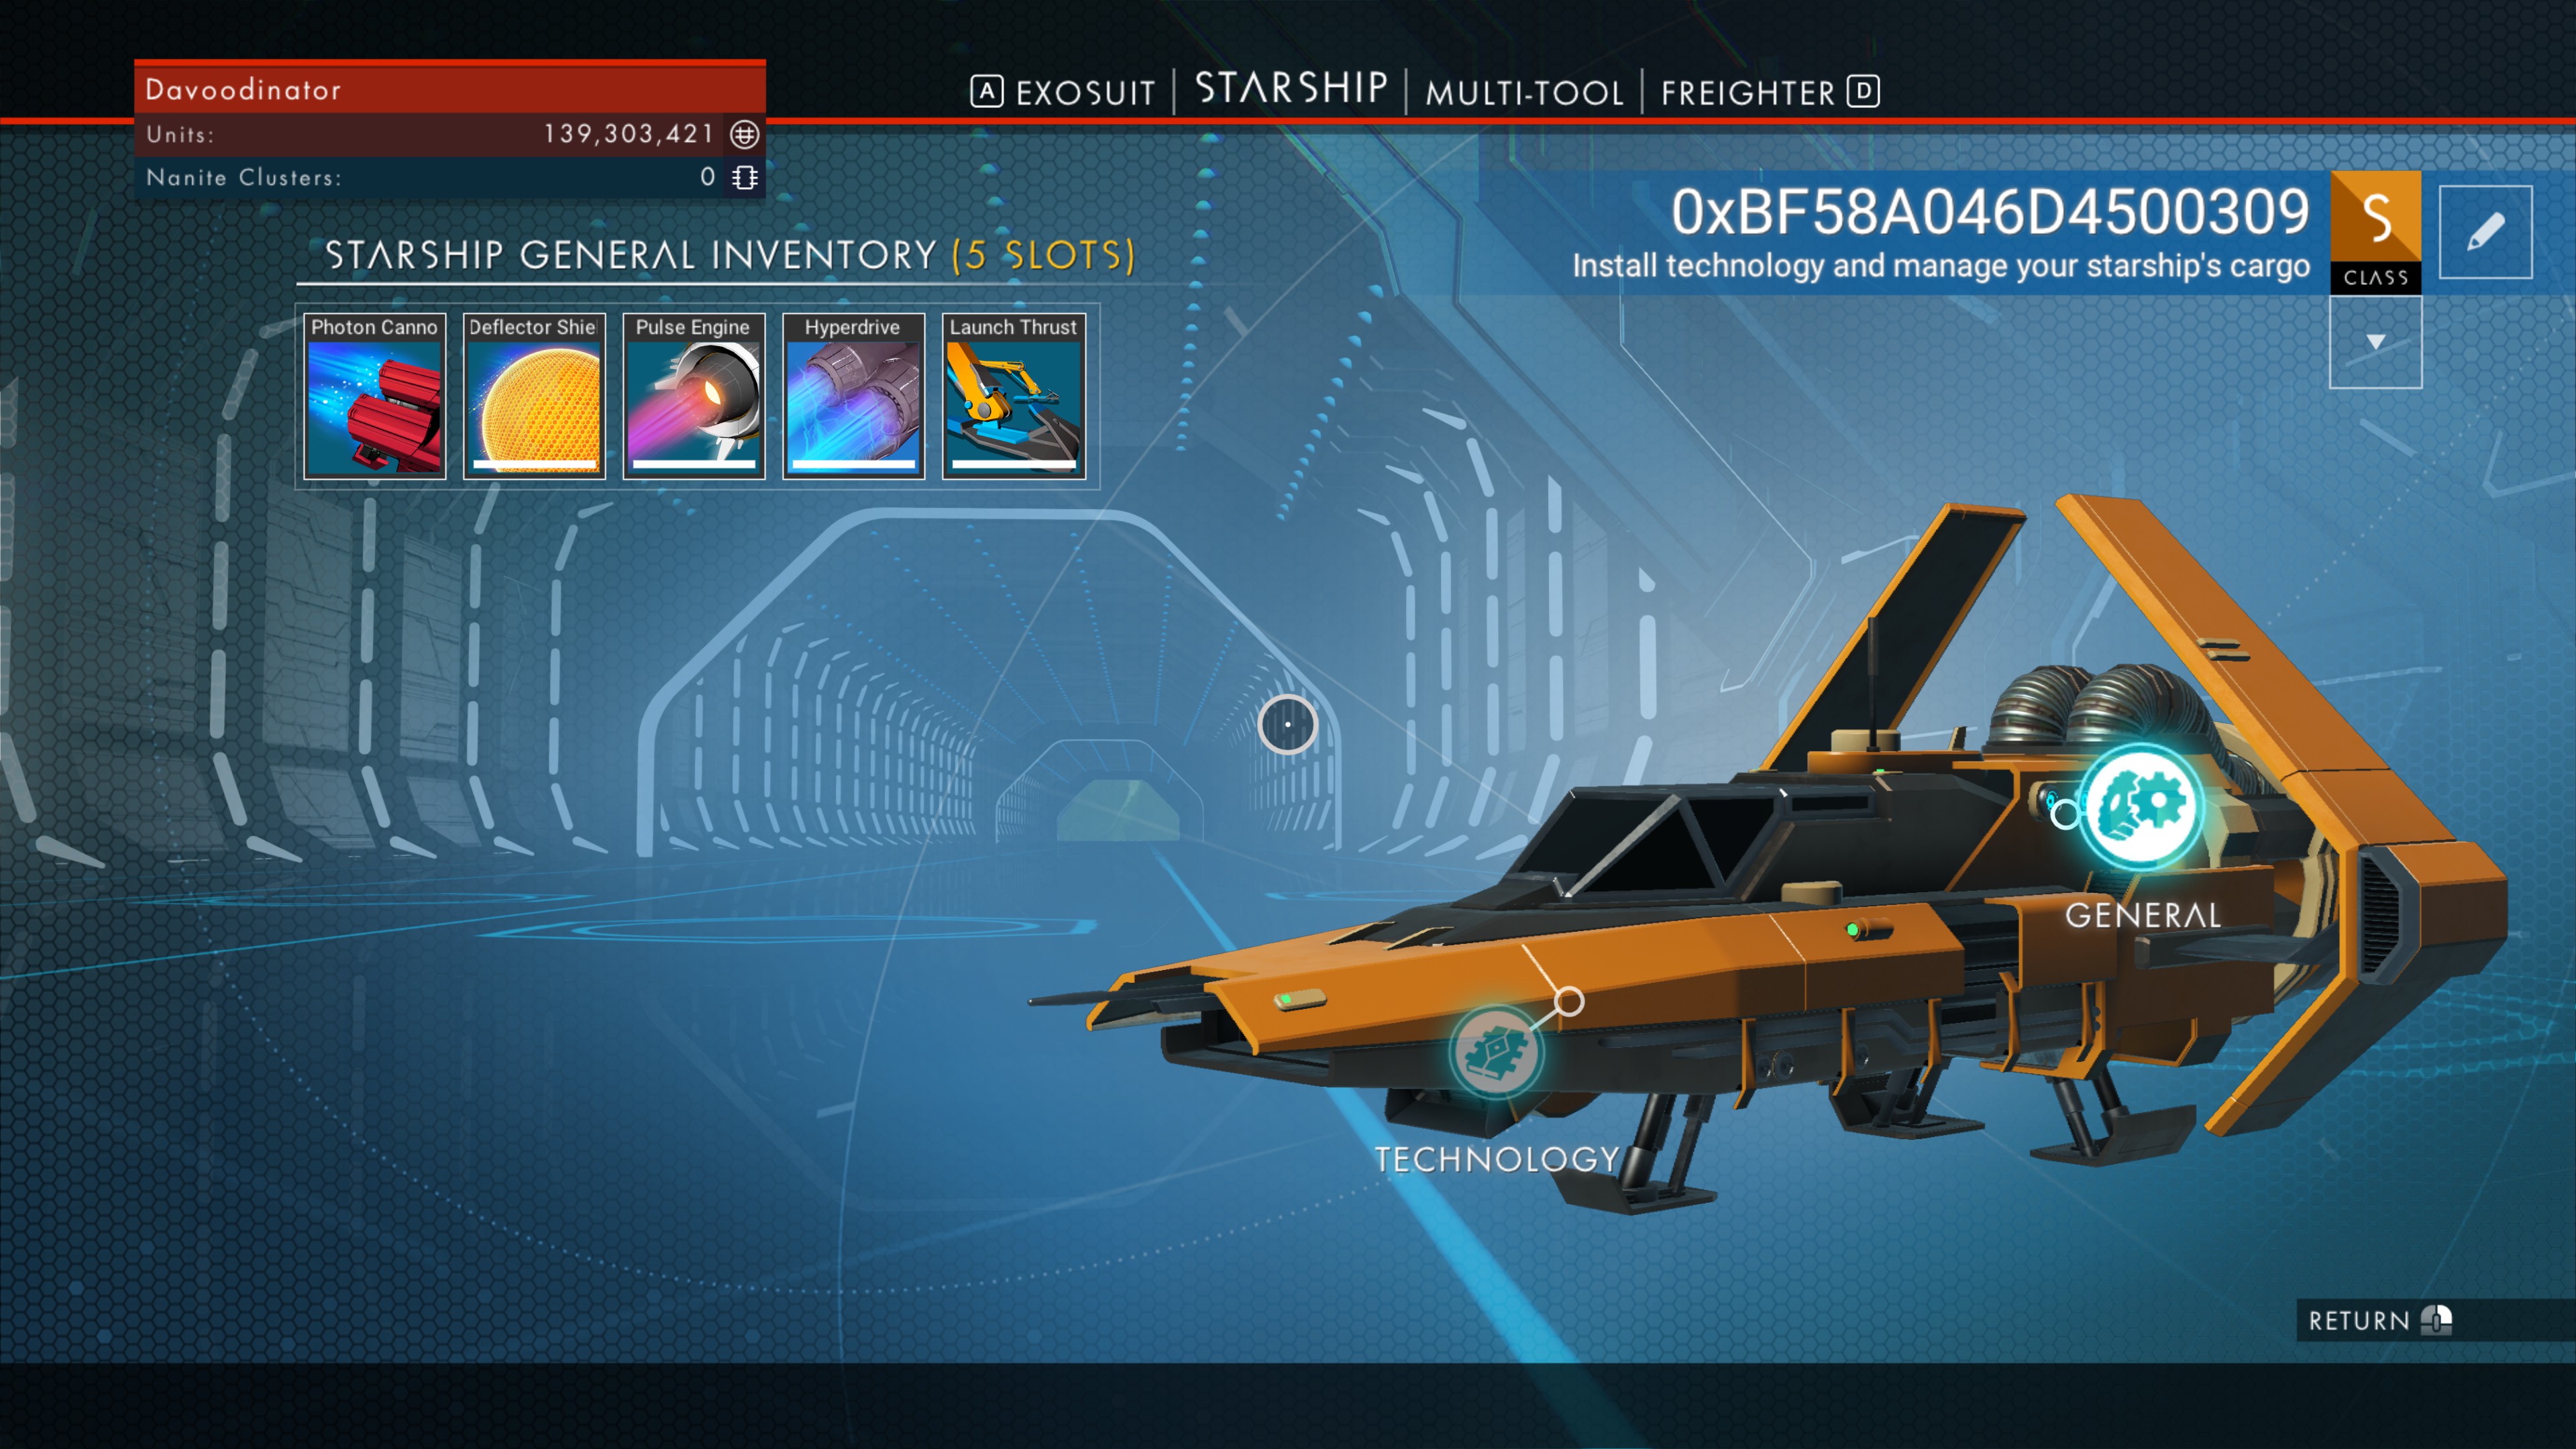 Davoodinator
Units: 139,303,421
Nanite Clusters: 0
A EXOSUIT STARSHIP MULTI-TOOL FREIGHTER D
0xBF58A046D4500309
Install technology and manage your starship's cargo
S
CLASS
STARSHIP GENERAL INVENTORY (5 SLOTS)
Photon Canno Deflector Shie Pulse Engine Hyperdrive Launch Thrust
GENERAL
TECHNOLOGY
RETURN